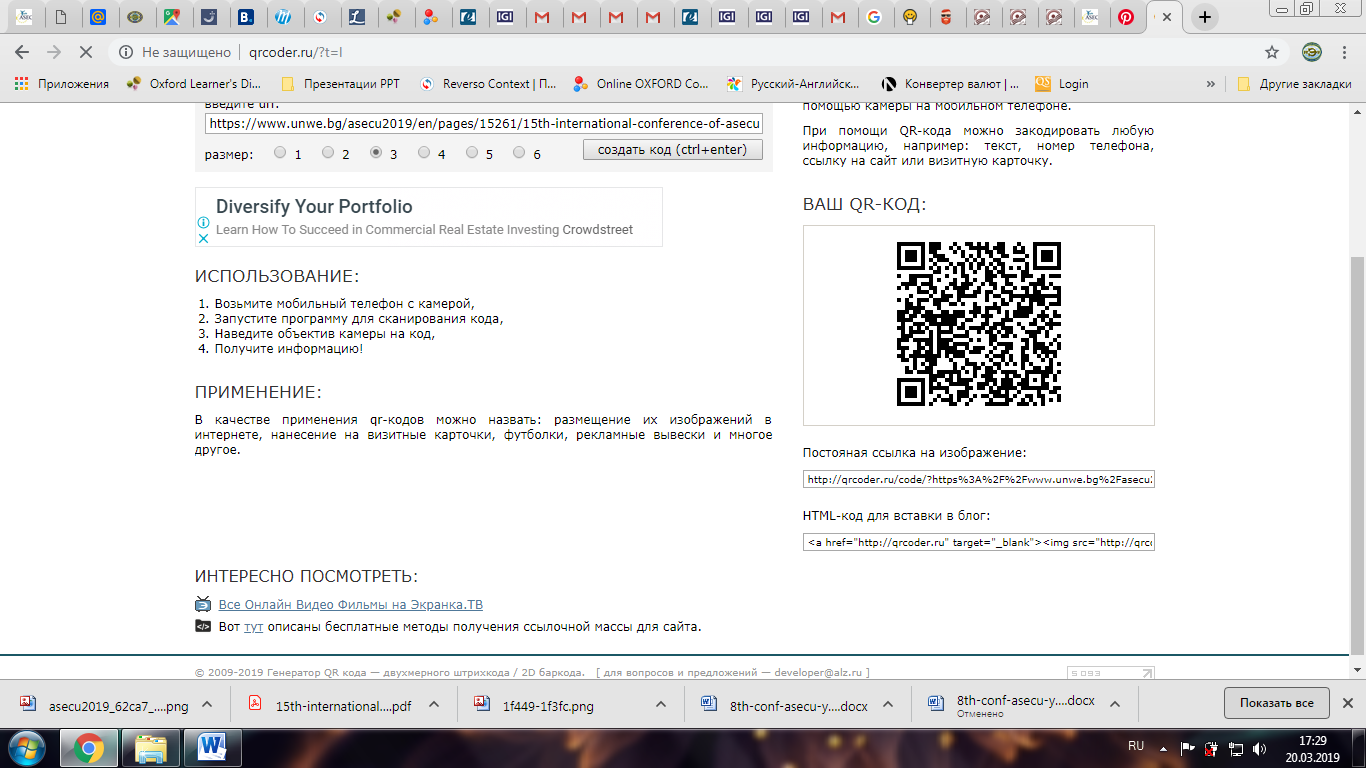 Не защищено
qrcoder.ru/?t=l
Приложения
Oxford Learner's Di...
Презентации PPT
Reverso Context | П...
Online OXFORD Co...
Русский-Английск...
Конвертер валют | ...
Login
»
Другие закладки
введите url:
https://www.unwe.bg/asecu2019/en/pages/15261/15th-international-conference-of-asecu
размер: 1 2 3 4 5 6
создать код (ctrl+enter)
Diversify Your Portfolio
Learn How To Succeed in Commercial Real Estate Investing Crowdstreet
ИСПОЛЬЗОВАНИЕ:
1. Возьмите мобильный телефон с камерой,
2. Запустите программу для сканирования кода,
3. Наведите объектив камеры на код,
4. Получите информацию!
ПРИМЕНЕНИЕ:
В качестве применения qr-кодов можно назвать: размещение их изображений в
интернете, нанесение на визитные карточки, футболки, рекламные вывески и многое
другое.
помощью камеры на мобильном телефоне.
При помощи QR-кода можно закодировать любую
информацию, например: текст, номер телефона,
ссылку на сайт или визитную карточку.
ВАШ QR-КОД:
Постояная ссылка на изображение:
http://qrcoder.ru/code/?https%3A%2F%2Fwww.unwe.bg%2Fasecu
HTML-код для вставки в блог:
<a href="http://qrcoder.ru" target="_blank"><img src="http://qrc
ИНТЕРЕСНО ПОСМОТРЕТЬ:
Все Онлайн Видео Фильмы на Экранка.ТВ
Вот тут описаны бесплатные методы получения ссылочной массы для сайта.
© 2009-2019 Генератор QR кода — двухмерного штрихкода / 2D баркода. [ для вопросов и предложений — developer@alz.ru ]
asecu2019_62ca7_....png
15th-international....pdf
1f449-1f3fc.png
8th-conf-asecu-y....docx
8th-conf-asecu-y....docx
Отменено
Показать все
RU
17:29
20.03.2019